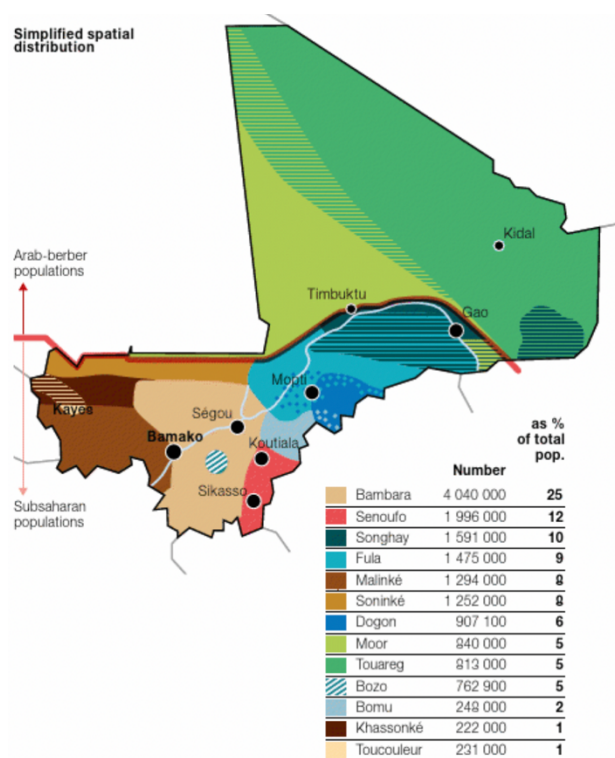 Simplified spatial
distribution
Kidal
Arab-berber
populations
Timbuktu
Gao
Mopti
Kayes
Ségou
Bamako
Koutiala
Sikasso
Subsaharan
populations
as %
of total
pop.
Number
Bambara 4 040 000 25
Senoufo 1 996 000 12
Songhay 1 591 000 10
Fula 1 475 000 9
Malinké 1 294 000 8
Soninké 1 252 000 8
Dogon 907 100 6
Moor 840 000 5
Touareg 813 000 5
Bozo 762 900 5
Bomu 248 000 2
Khassonké 222 000 1
Toucouleur 231 000 1